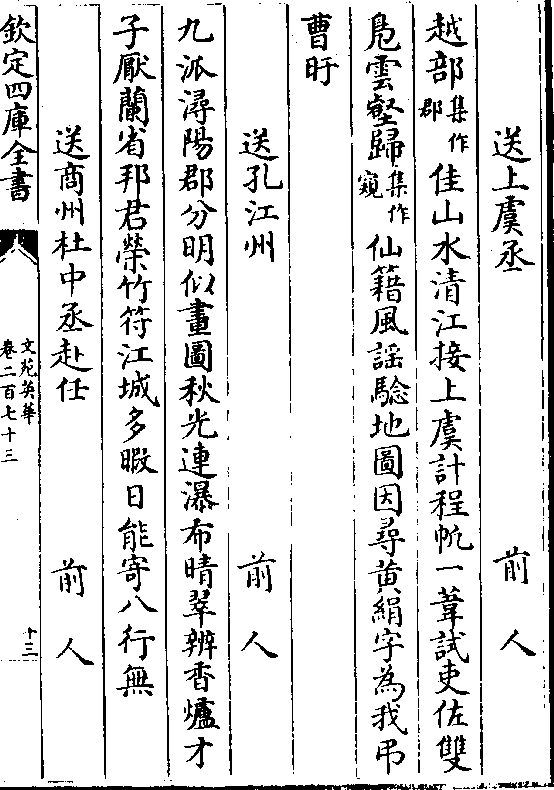 送上虞丞　前人
越部集作郡佳山水清江接上虞計程帆一葦試吏佐雙
鳬雲壑歸集作窺仙籍風謡驗地圖因尋黄絹字為我弔
曹旴
送孔江州　前人
九派潯陽郡分明似畫圖秋光連瀑布晴翠辨香爐才
子厭蘭省邦君榮竹符江城多暇日能寄八行無
送商州杜中丞赴任　前人
欽定四庫全書
文苑英華
卷二百七十三
十三